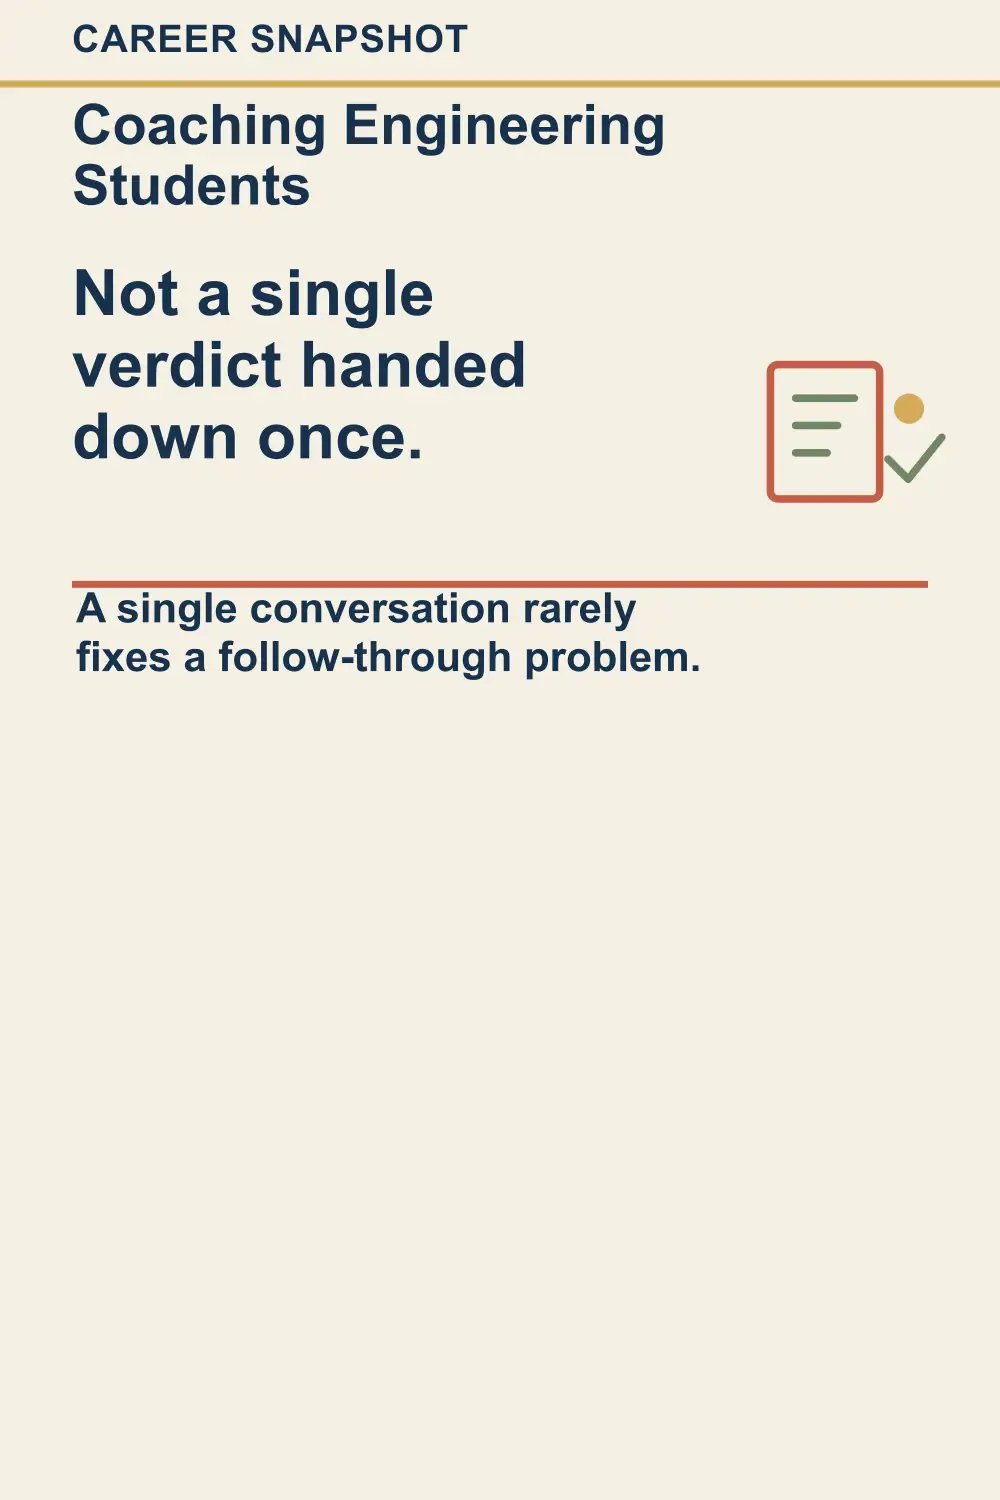 CAREER SNAPSHOT
Coaching Engineering
Students
Not a single
verdict handed
down once.
A single conversation rarely
fixes a follow-through problem.